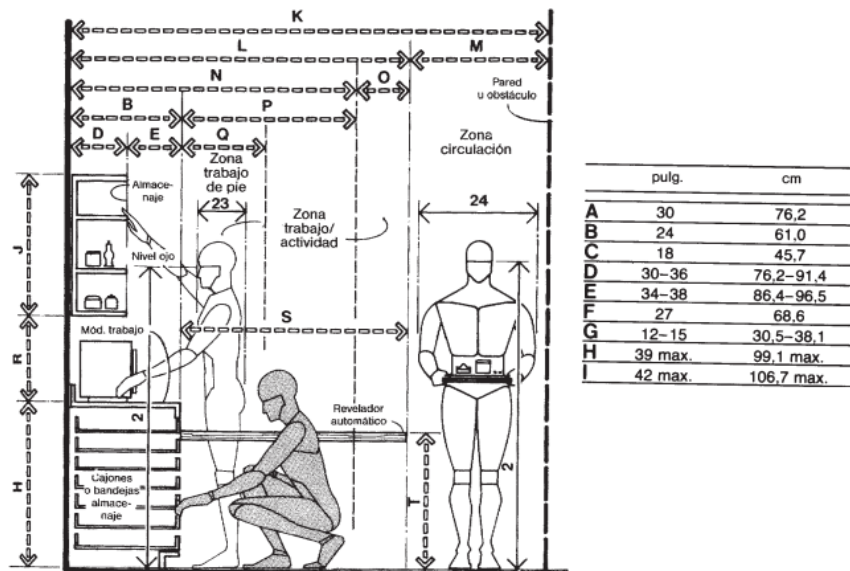 K
L
M
N
O
B
P
D
E
Q
Pared
u obstáculo
Zona
circulación
Zona
trabajo
de pie
23
Almace-
naje
Zona
trabajo/
actividad
24
J
Nivel ojo
S
Mód. trabajo
R
2
Revelador
automático
H
Cajones
o bandejas
almace-
naje
T
2
pulg. cm
A 30 76,2
B 24 61,0
C 18 45,7
D 30–36 76,2–91,4
E 34–38 86,4–96,5
F 27 68,6
G 12–15 30,5–38,1
H 39 max. 99,1 max.
I 42 max. 106,7 max.